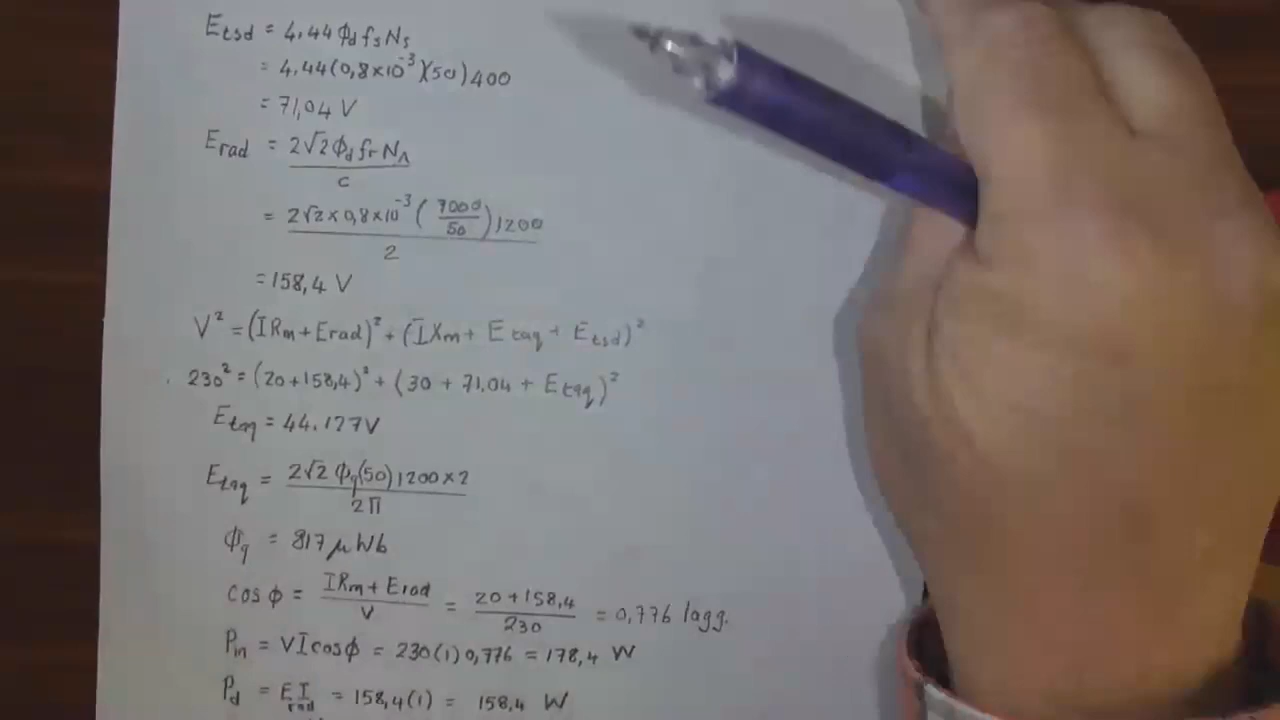 Etsd = 4,44 ϕd fs Ns
= 4.44(0,8×10⁻³)(50)400
= 71,04 V
Erad = 2√2 ϕd fr NA / c
= 2√2 × 0,8×10⁻³ (7000/50) 1200 / 2
= 158,4 V
V² = (IRm + Erad)² + (IXm + Etaq + Etsd)²
230² = (20+158,4)² + (30 + 71.04 + Etaq)²
Etaq = 44.127V
Etaq = 2√2 ϕq(50)1200×2 / 2π
ϕq = 817 μWb
cos ϕ = IRm + Erad / V = 20+158,4 / 230 = 0,776 lagg.
Pin = VIcosϕ = 230(1)0,776 = 178,4 W
Pd = E I = 158,4(1) = 158,4 W
rad